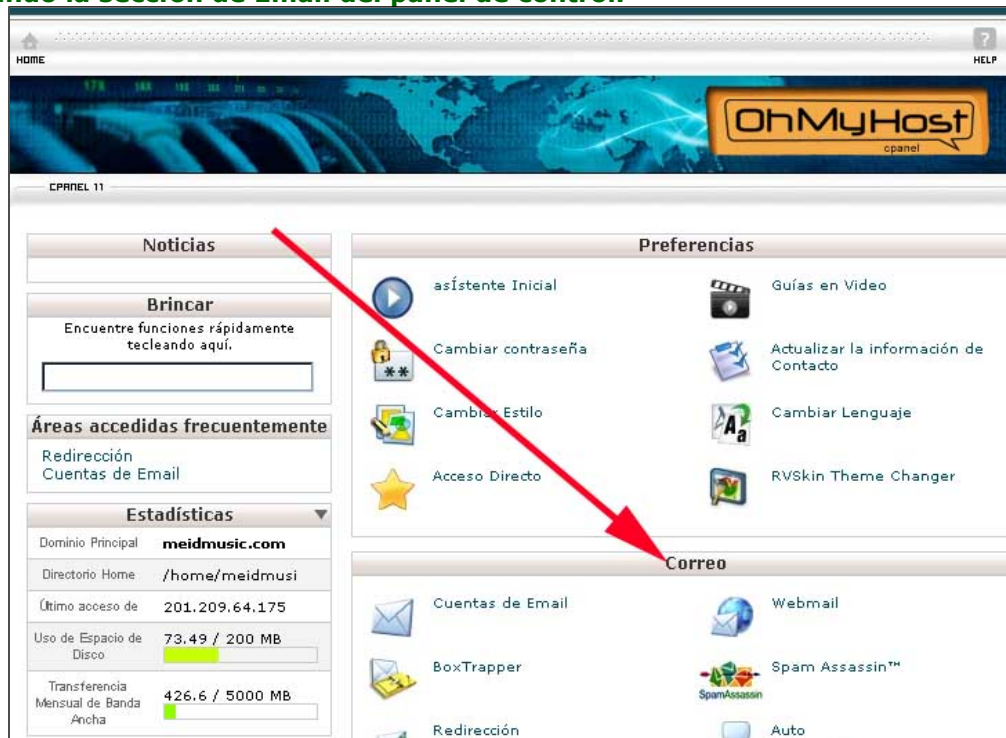 la sección de Email del panel de control.
HOME
HELP
OhMyHost
cpanel
CPANEL 11
Noticias
Brincar
Encuentre funciones rápidamente
tecleando aquí.
Áreas accedidas frecuentemente
Redirección
Cuentas de Email
Estadísticas
Dominio Principal meidmusic.com
Directorio Home /home/meidmusi
Último acceso de 201.209.64.175
Uso de Espacio de
Disco
73.49 / 200 MB
Transferencia
Mensual de Banda
Ancha
426.6 / 5000 MB
Preferencias
asÍstente Inicial
Guías en Video
Cambiar contraseña
Actualizar la información de
Contacto
Cambiar Estilo
Cambiar Lenguaje
Acceso Directo
RVSkin Theme Changer
Correo
Cuentas de Email
Webmail
BoxTrapper
Spam Assassin™
SpamAssassin
Redirección
Auto